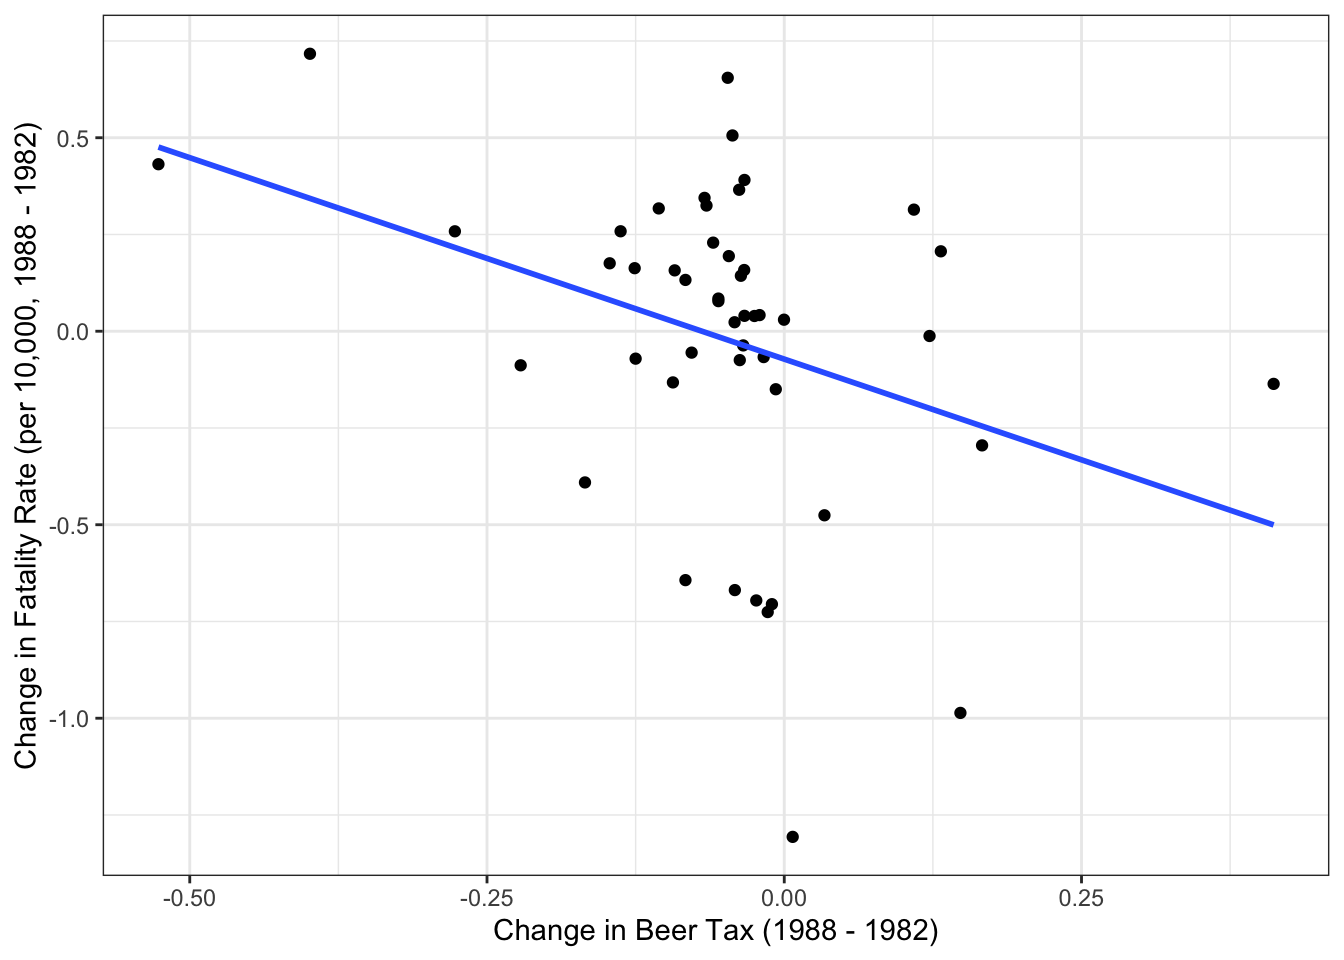 Change in Fatality Rate (per 10,000, 1988 - 1982)
0.5
0.0
-0.5
-1.0
-0.50 -0.25 0.00 0.25
Change in Beer Tax (1988 - 1982)